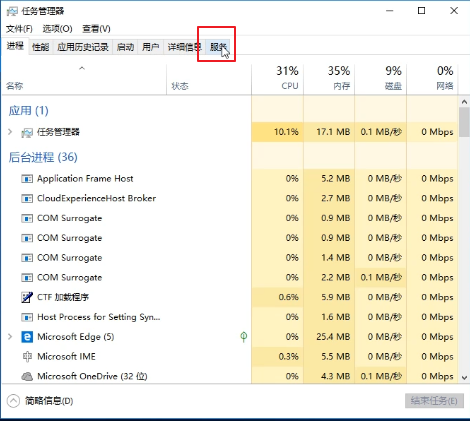 任务管理器
文件(F) 选项(O) 查看(V)
进程 性能 应用历史记录 启动 用户 详细信息 服务
31% 35% 9% 0%
名称 状态 CPU 内存 磁盘 网络
应用 (1)
任务管理器 10.1% 17.1 MB 0.1 MB/秒 0 Mbps
后台进程 (36)
Application Frame Host 0% 5.2 MB 0 MB/秒 0 Mbps
CloudExperienceHost Broker 0% 2.7 MB 0 MB/秒 0 Mbps
COM Surrogate 0% 0.9 MB 0 MB/秒 0 Mbps
COM Surrogate 0% 0.9 MB 0 MB/秒 0 Mbps
COM Surrogate 0% 1.4 MB 0 MB/秒 0 Mbps
COM Surrogate 0% 2.2 MB 0.1 MB/秒 0 Mbps
CTF 加载程序 0.6% 5.9 MB 0 MB/秒 0 Mbps
Host Process for Setting Syn... 0% 1.6 MB 0 MB/秒 0 Mbps
Microsoft Edge (5) 0% 25.4 MB 0 MB/秒 0 Mbps
Microsoft IME 0.3% 5.5 MB 0 MB/秒 0 Mbps
Microsoft OneDrive (32 位) 0% 4.3 MB 0.1 MB/秒 0 Mbps
简略信息(D) 结束任务(E)